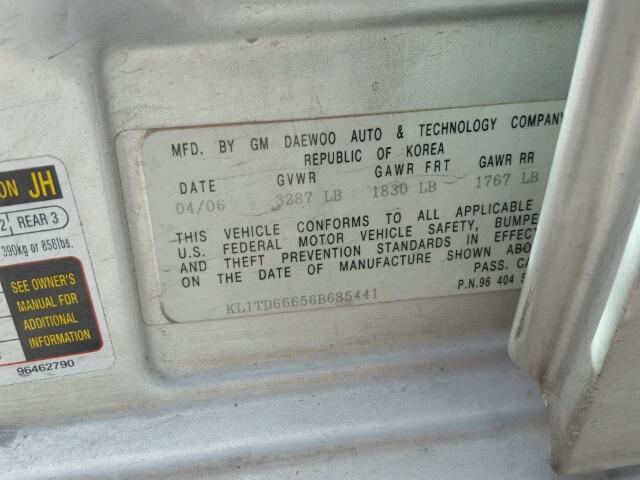 MFD. BY GM DAEWOO AUTO & TECHNOLOGY COMPANY
REPUBLIC OF KOREA
DATE GVWR GAWR FRT GAWR RR
04/06 3287 LB 1830 LB 1767 LB
THIS VEHICLE CONFORMS TO ALL APPLICABLE
U.S. FEDERAL MOTOR VEHICLE SAFETY, BUMPE
AND THEFT PREVENTION STANDARDS IN EFFECT
ON THE DATE OF MANUFACTURE SHOWN ABO
PASS. CA
P.N.96 404 5
KL1TD66656B685441
ON JH
2 REAR 3
390kg or 858lbs.
SEE OWNER'S
MANUAL FOR
ADDITIONAL
INFORMATION
96462790